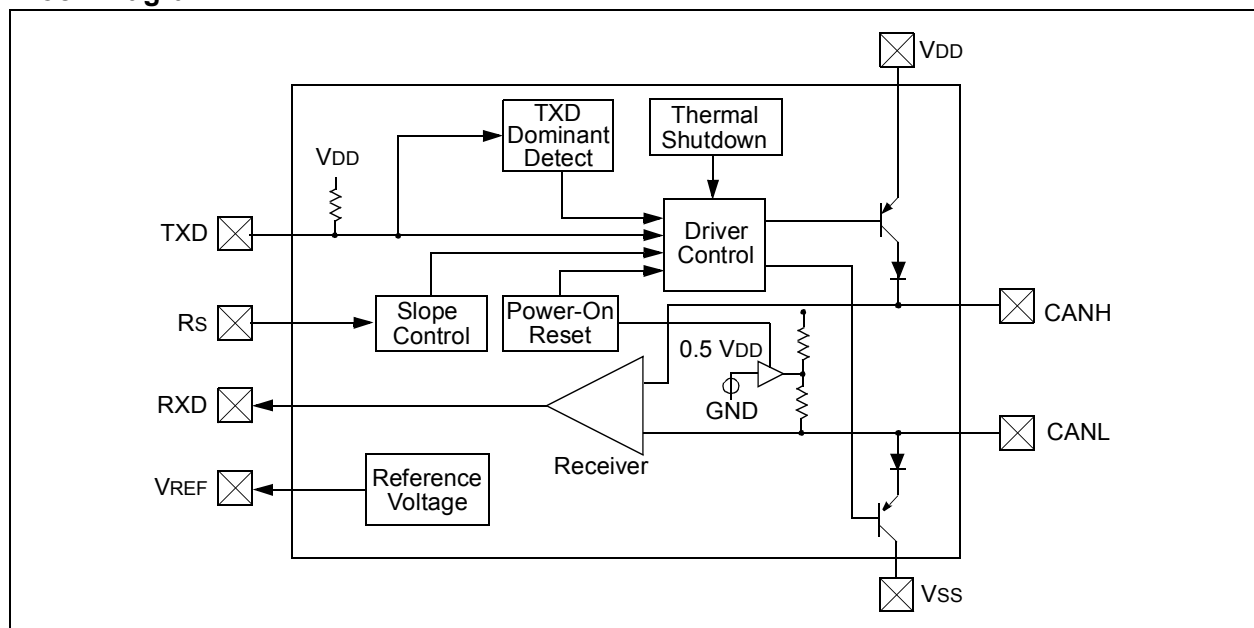 VDD
TXD
Dominant
Detect
Thermal
Shutdown
VDD
TXD
Driver
Control
RS
Slope
Control
Power-On
Reset
CANH
0.5 VDD
GND
RXD
CANL
Receiver
VREF
Reference
Voltage
VSS